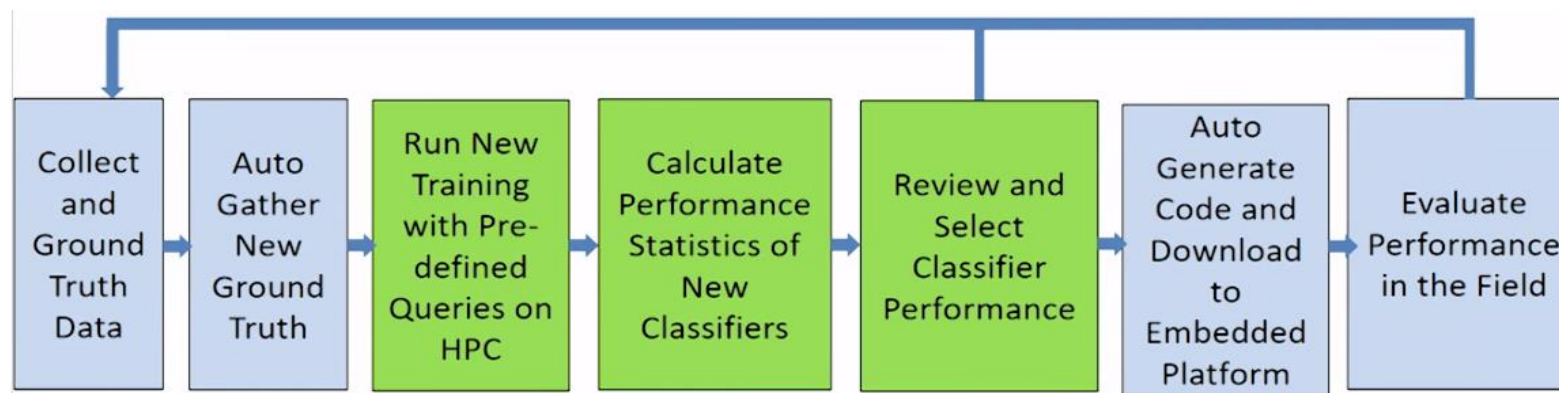 Collect
and
Ground
Truth
Data
Auto
Gather
New
Ground
Truth
Run New
Training
with Pre-
defined
Queries on
HPC
Calculate
Performance
Statistics of
New
Classifiers
Review and
Select
Classifier
Performance
Auto
Generate
Code and
Download
to
Embedded
Platform
Evaluate
Performance
in the Field